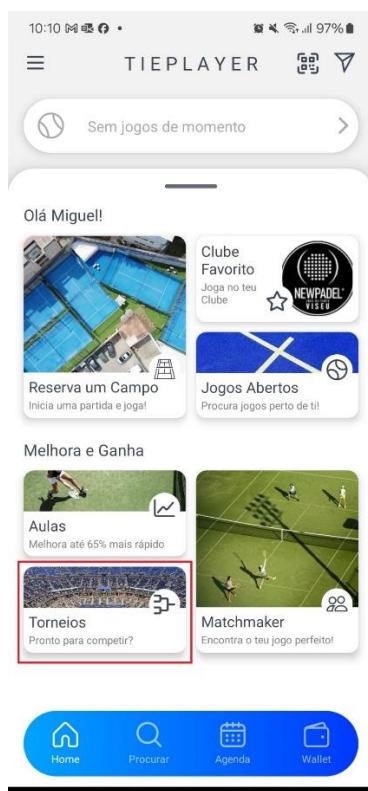 10:10
97%
TIEPLAYER
Sem jogos de momento
Olá Miguel!
Clube
Favorito
Joga no teu
Clube
NEWPADEL
VISEU
Reserva um Campo
Inicia uma partida e joga!
Jogos Abertos
Procura jogos perto de ti!
Melhora e Ganha
Aulas
Melhora até 65% mais rápido
Torneios
Pronto para competir?
Matchmaker
Encontra o teu jogo perfeito!
Home
Procurar
Agenda
Wallet